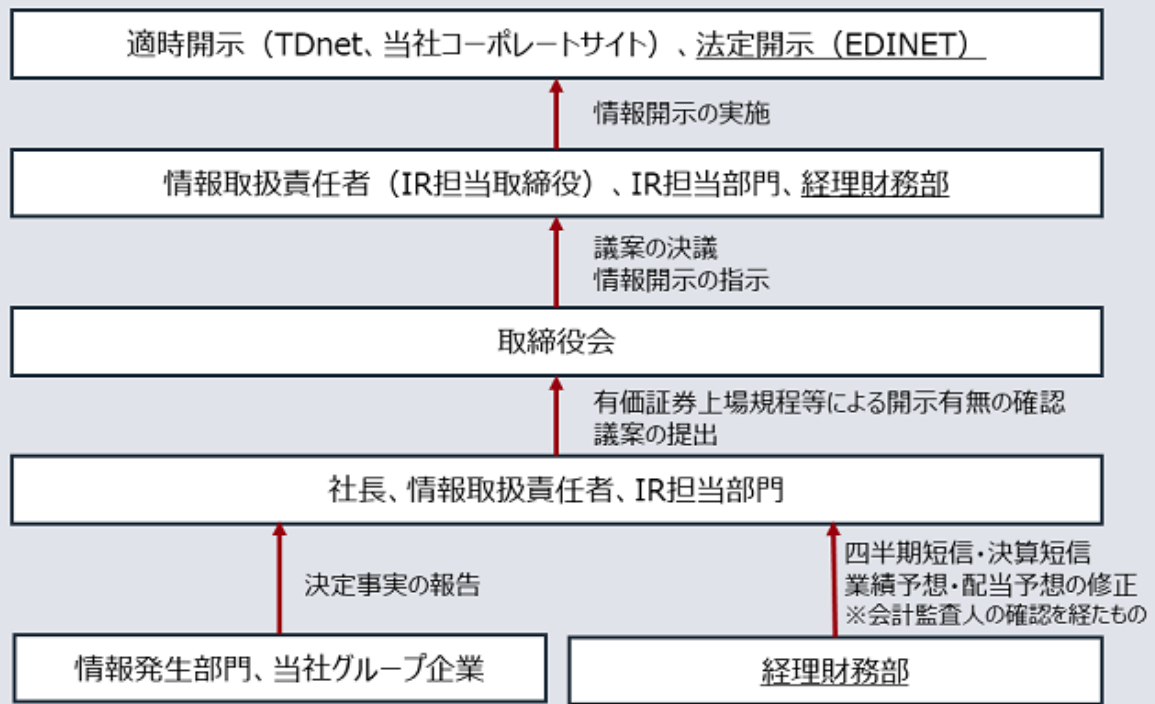 適時開示（TDnet、当社コーポレートサイト）、法定開示（EDINET）
情報開示の実施
情報取扱責任者（IR担当取締役）、IR担当部門、経理財務部
議案の決議
情報開示の指示
取締役会
有価証券上場規程等による開示有無の確認
議案の提出
社長、情報取扱責任者、IR担当部門
決定事実の報告
四半期短信・決算短信
業績予想・配当予想の修正
※会計監査人の確認を経たもの
情報発生部門、当社グループ企業
経理財務部